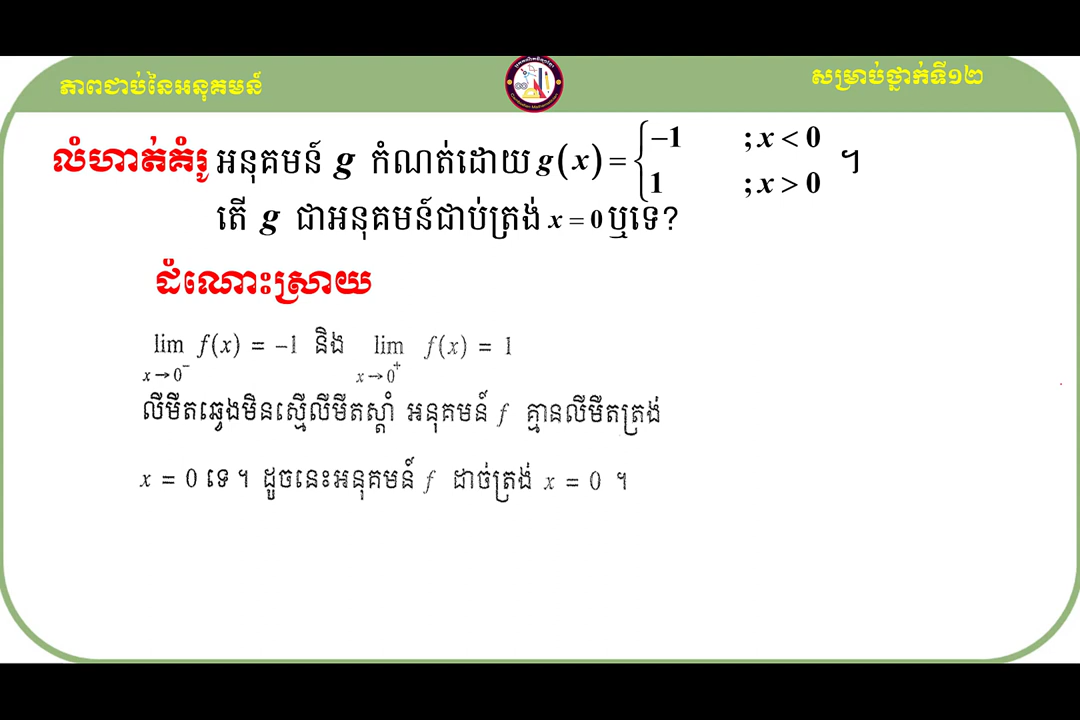 ភាពជាប់នៃអនុគមន៍
សម្រាប់ថ្នាក់ទី១២
លំហាត់គំរូ អនុគមន៍ g កំណត់ដោយ g(x) = { −1 ; x < 0
1 ; x > 0 ។
តើ g ជាអនុគមន៍ជាប់ត្រង់ x = 0 ឬទេ?
ដំណោះស្រាយ
lim f(x) = −1 និង lim f(x) = 1
x→0⁻ x→0⁺
លីមីតឆ្វេងមិនស្មើលីមីតស្ដាំ អនុគមន៍ f គ្មានលីមីតត្រង់
x = 0 ទេ ។ ដូចនេះអនុគមន៍ f ដាច់ត្រង់ x = 0 ។